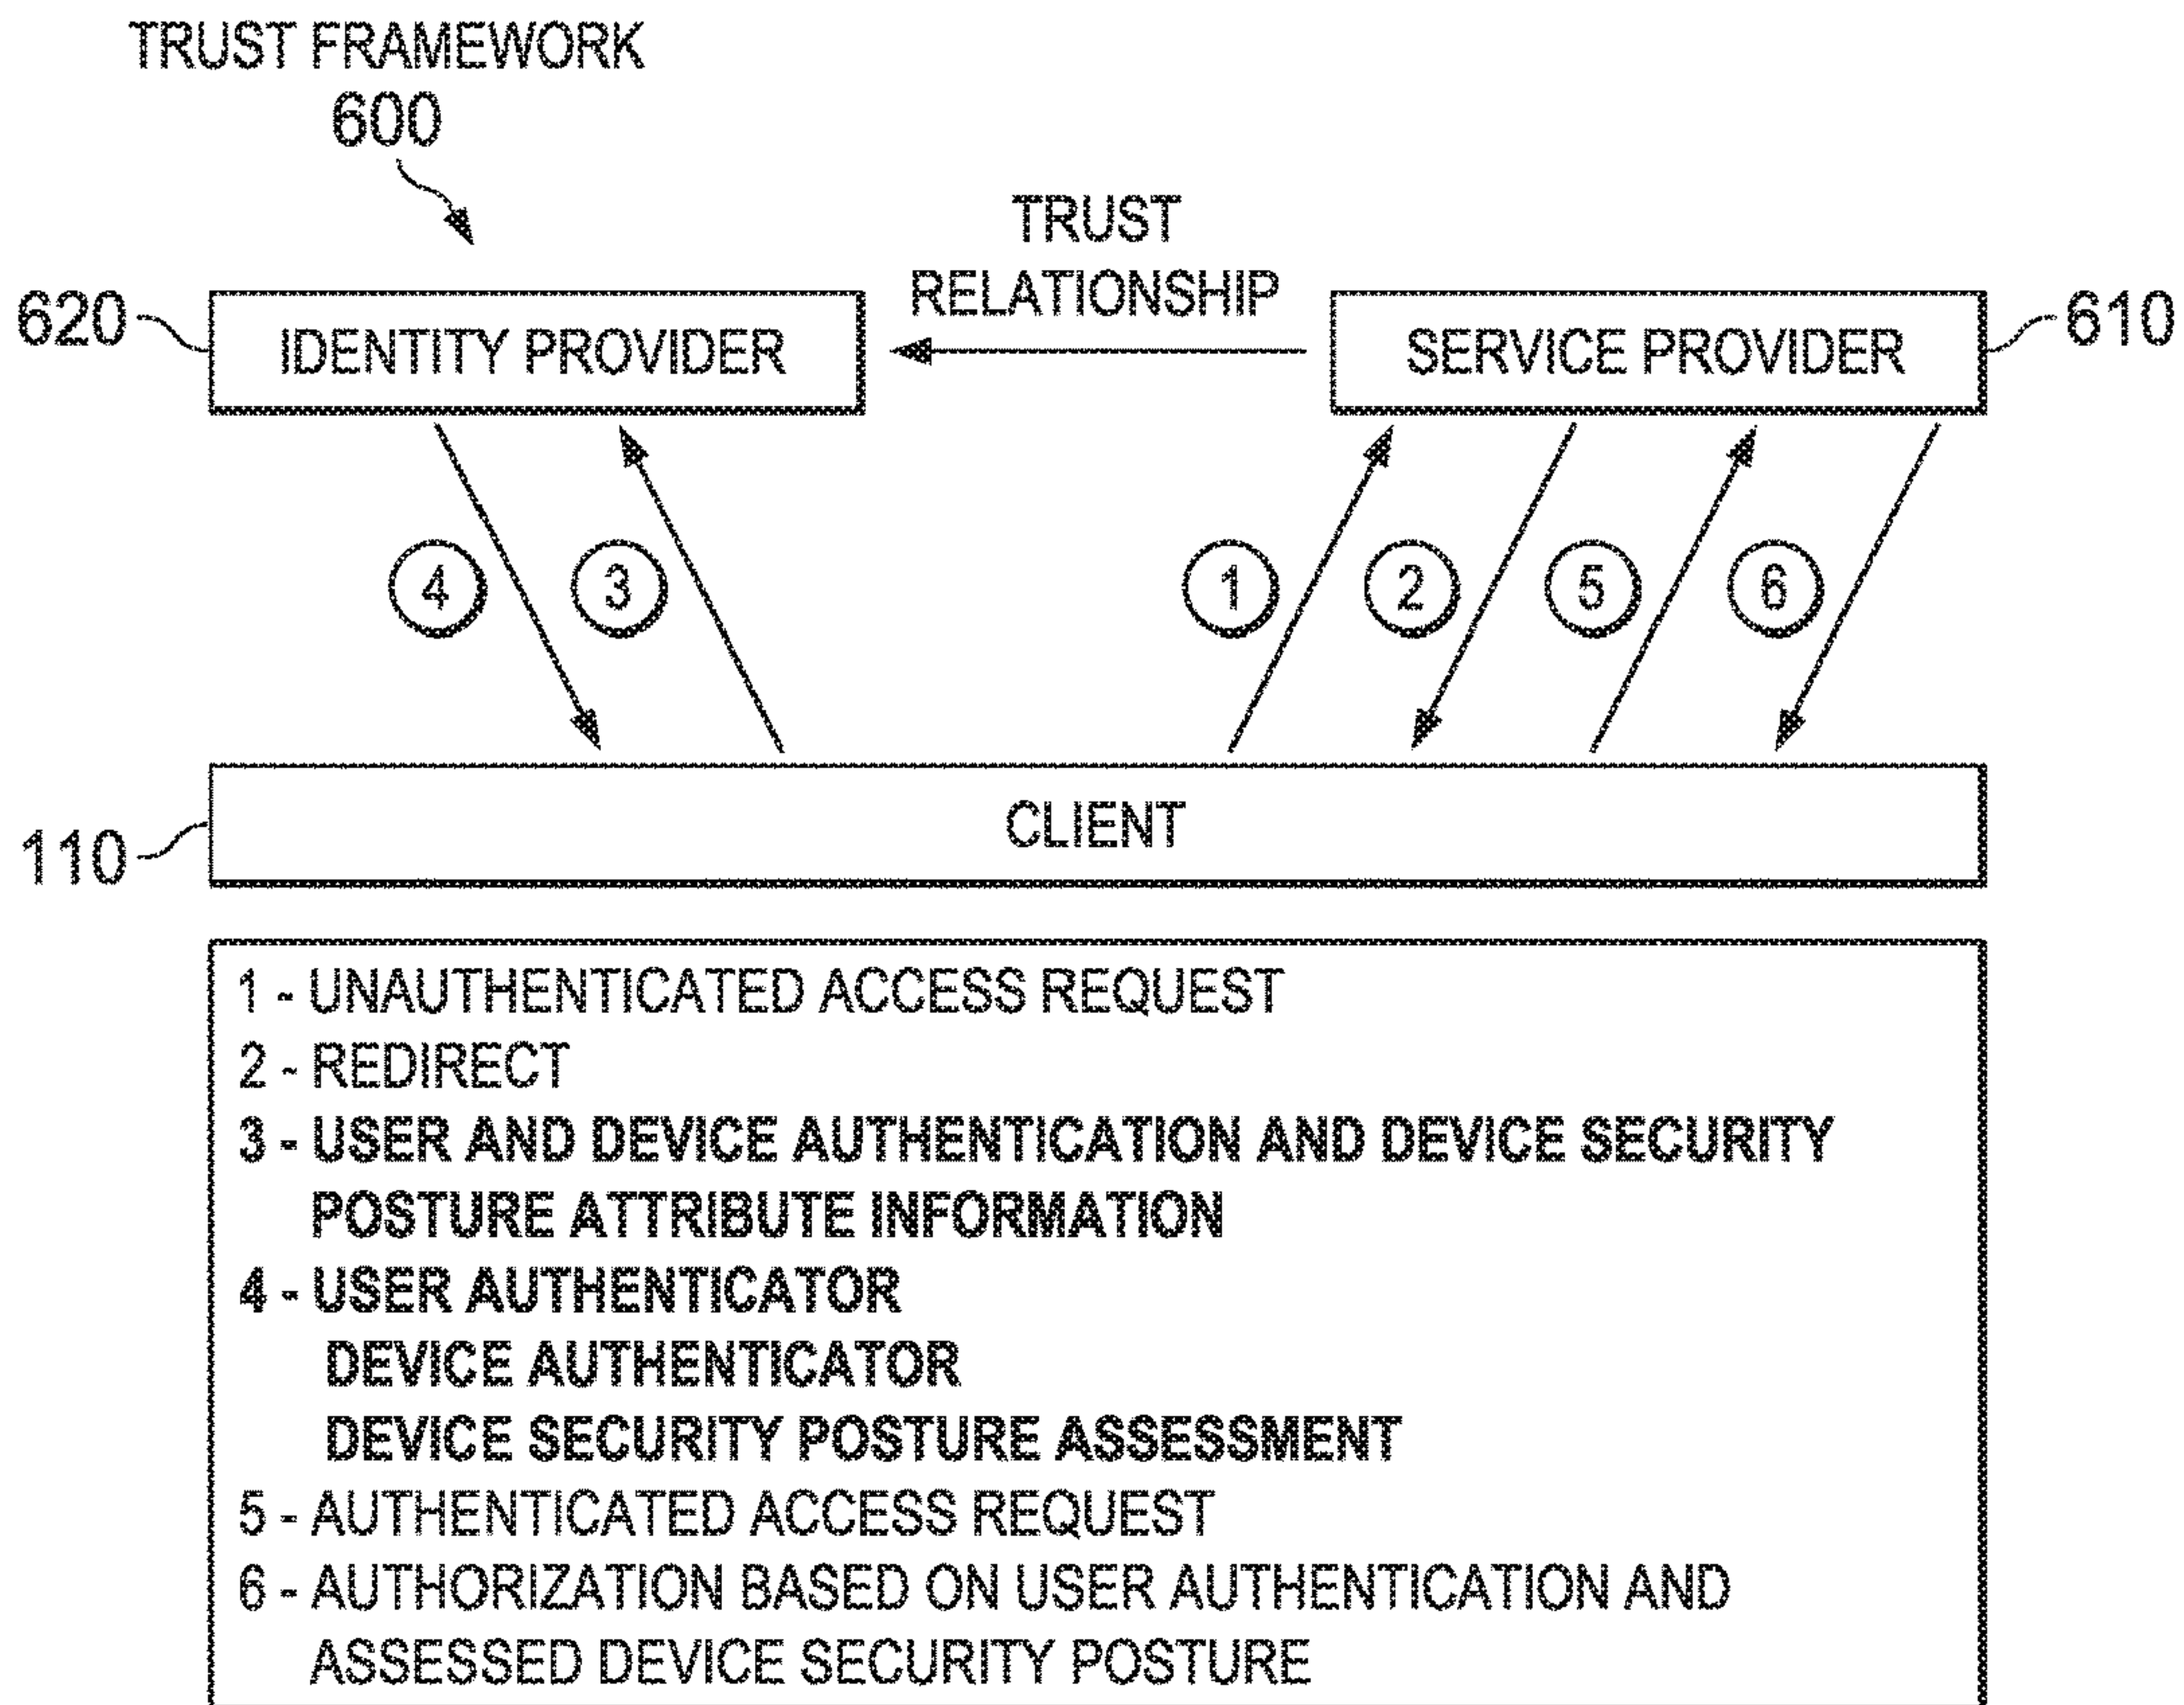 TRUST FRAMEWORK
600
TRUST
RELATIONSHIP
620
IDENTITY PROVIDER
SERVICE PROVIDER
610
4
3
1
2
5
6
CLIENT
110
1 - UNAUTHENTICATED ACCESS REQUEST
2 - REDIRECT
3 - USER AND DEVICE AUTHENTICATION AND DEVICE SECURITY
POSTURE ATTRIBUTE INFORMATION
4 - USER AUTHENTICATOR
DEVICE AUTHENTICATOR
DEVICE SECURITY POSTURE ASSESSMENT
5 - AUTHENTICATED ACCESS REQUEST
6 - AUTHORIZATION BASED ON USER AUTHENTICATION AND
ASSESSED DEVICE SECURITY POSTURE